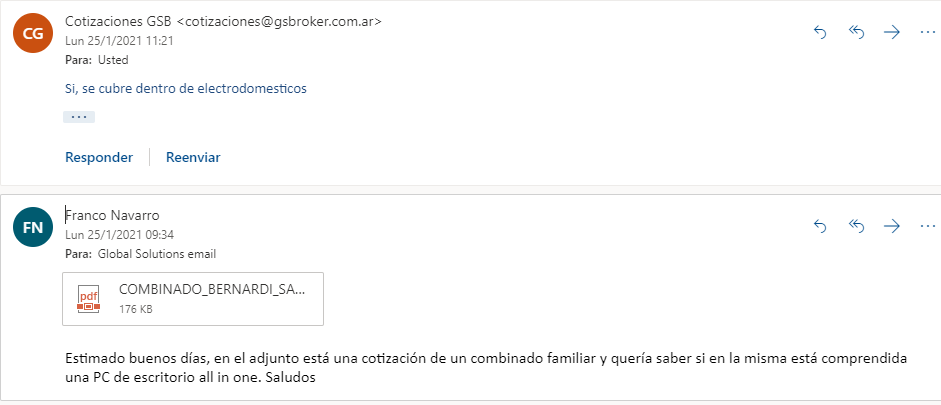 CG
Cotizaciones GSB <cotizaciones@gsbroker.com.ar>
Lun 25/1/2021 11:21
Para: Usted
Si, se cubre dentro de electrodomesticos
...
Responder
Reenviar
FN
Franco Navarro
Lun 25/1/2021 09:34
Para: Global Solutions email
pdf
COMBINADO_BERNARDI_SA...
176 KB
Estimado buenos días, en el adjunto está una cotización de un combinado familiar y quería saber si en la misma está comprendida
una PC de escritorio all in one. Saludos